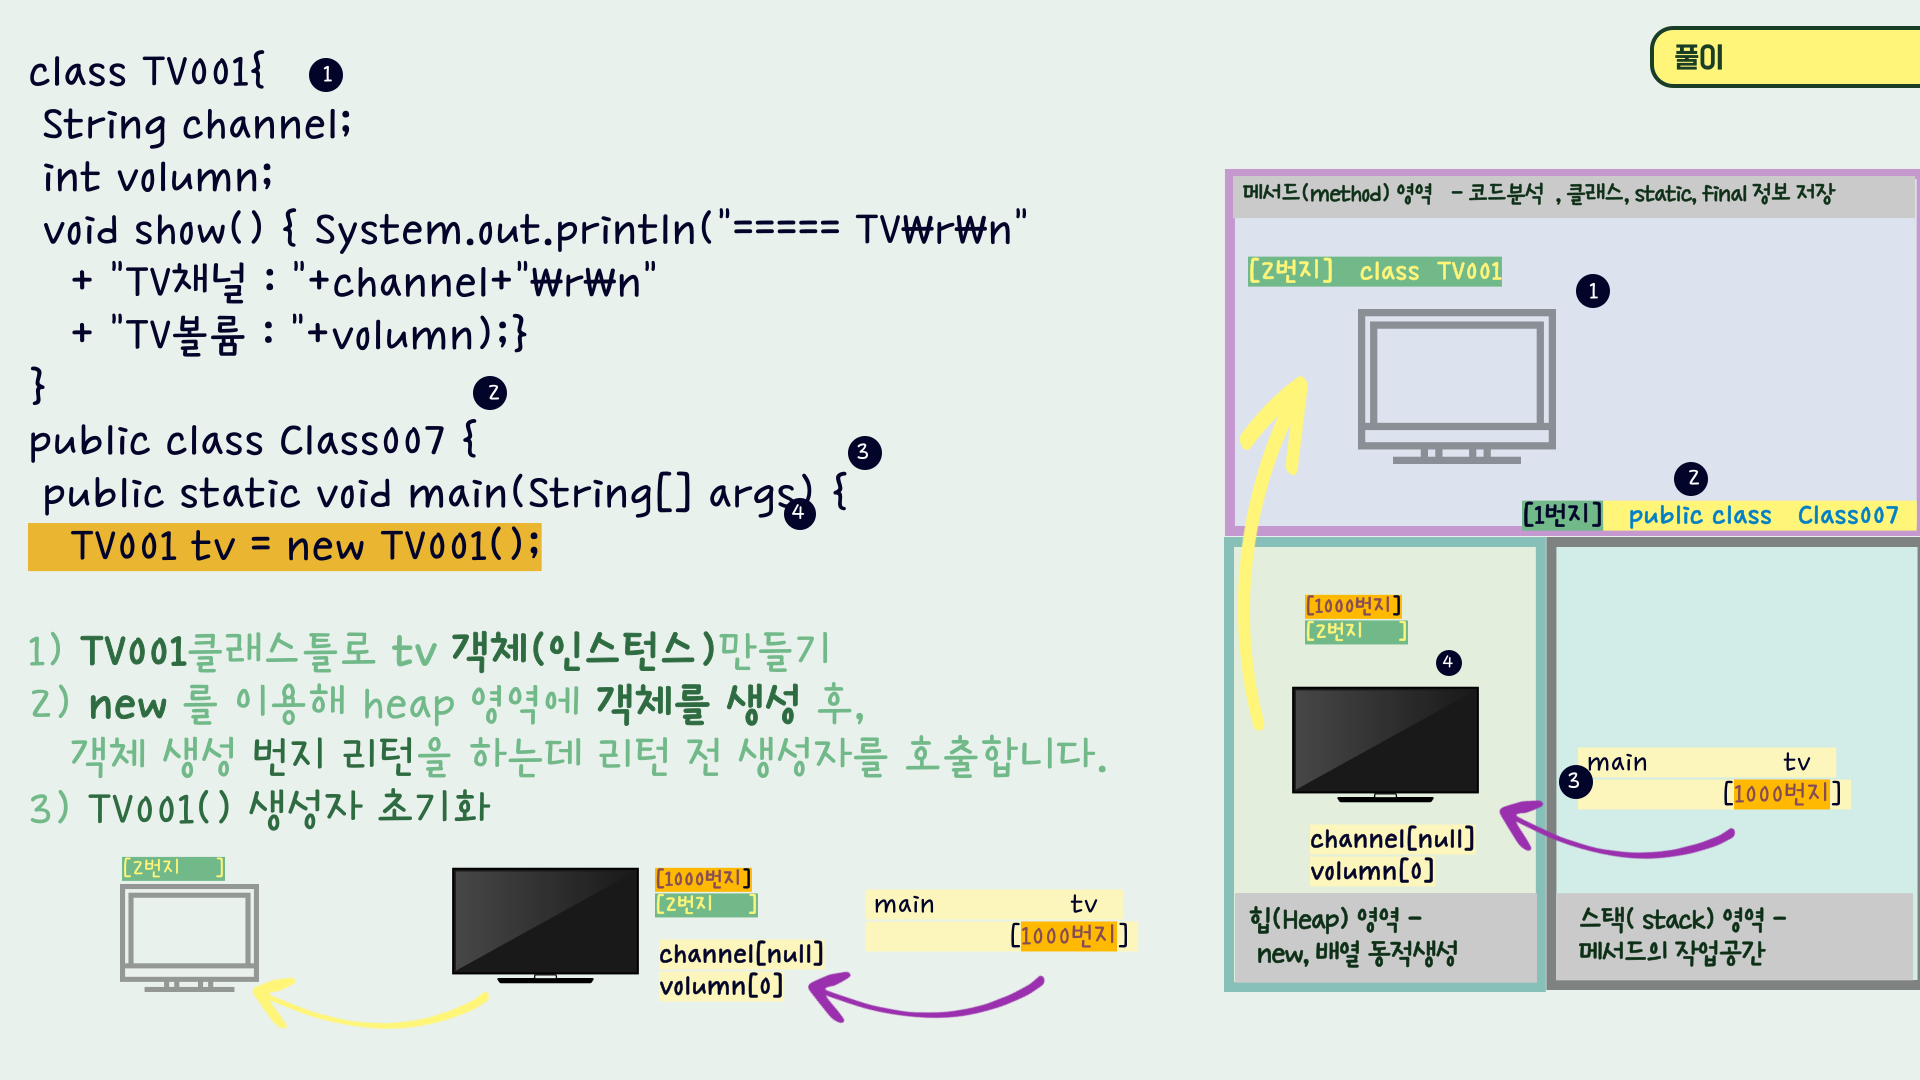 class TV001{ 1
String channel;
int volumn;
void show() { System.out.println("===== TV₩r₩n"
+ "TV채널 : "+channel+"₩r₩n"
+ "TV볼륨 : "+volumn);}
}
2
public class Class007 {
3
public static void main(String[] args) {
4
TV001 tv = new TV001();
1) TV001클래스틀로 tv 객체(인스턴스)만들기
2) new 를 이용해 heap 영역에 객체를 생성 후,
객체 생성 번지 리턴을 하는데 리턴 전 생성자를 호출합니다.
3) TV001() 생성자 초기화
[2번지 ]
[1000번지]
[2번지 ]
channel[null]
volumn[0]
main tv
[1000번지]
풀이
메서드(method) 영역 - 코드분석 , 클래스, static, final 정보 저장
[2번지] class TV001
1
2
[1번지] public class Class007
[1000번지]
[2번지 ]
4
channel[null]
volumn[0]
힙(Heap) 영역 -
new, 배열 동적생성
main tv
3
[1000번지]
스택( stack) 영역 -
메서드의 작업공간